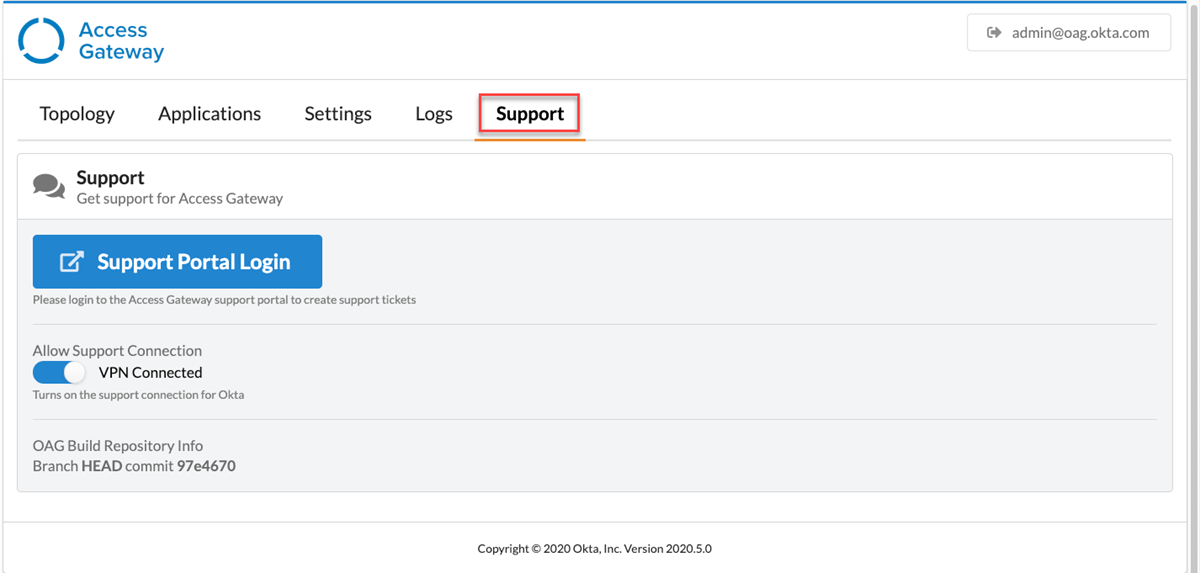 Access
Gateway
admin@oag.okta.com
Topology Applications Settings Logs Support
Support
Get support for Access Gateway
Support Portal Login
Please login to the Access Gateway support portal to create support tickets
Allow Support Connection
VPN Connected
Turns on the support connection for Okta
OAG Build Repository Info
Branch HEAD commit 97e4670
Copyright © 2020 Okta, Inc. Version 2020.5.0